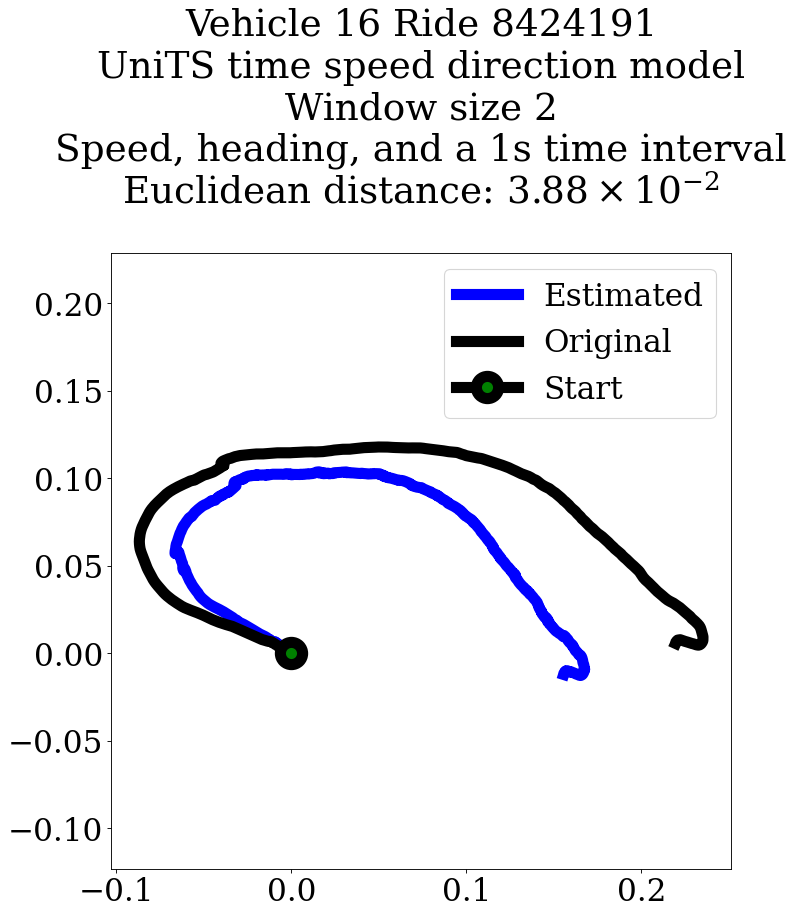 Vehicle 16 Ride 8424191
UniTS time speed direction model
Window size 2
Speed, heading, and a 1s time interval
Euclidean distance: 3.88 × 10⁻²
Estimated
Original
Start
0.20
0.15
0.10
0.05
0.00
−0.05
−0.10
−0.1 0.0 0.1 0.2